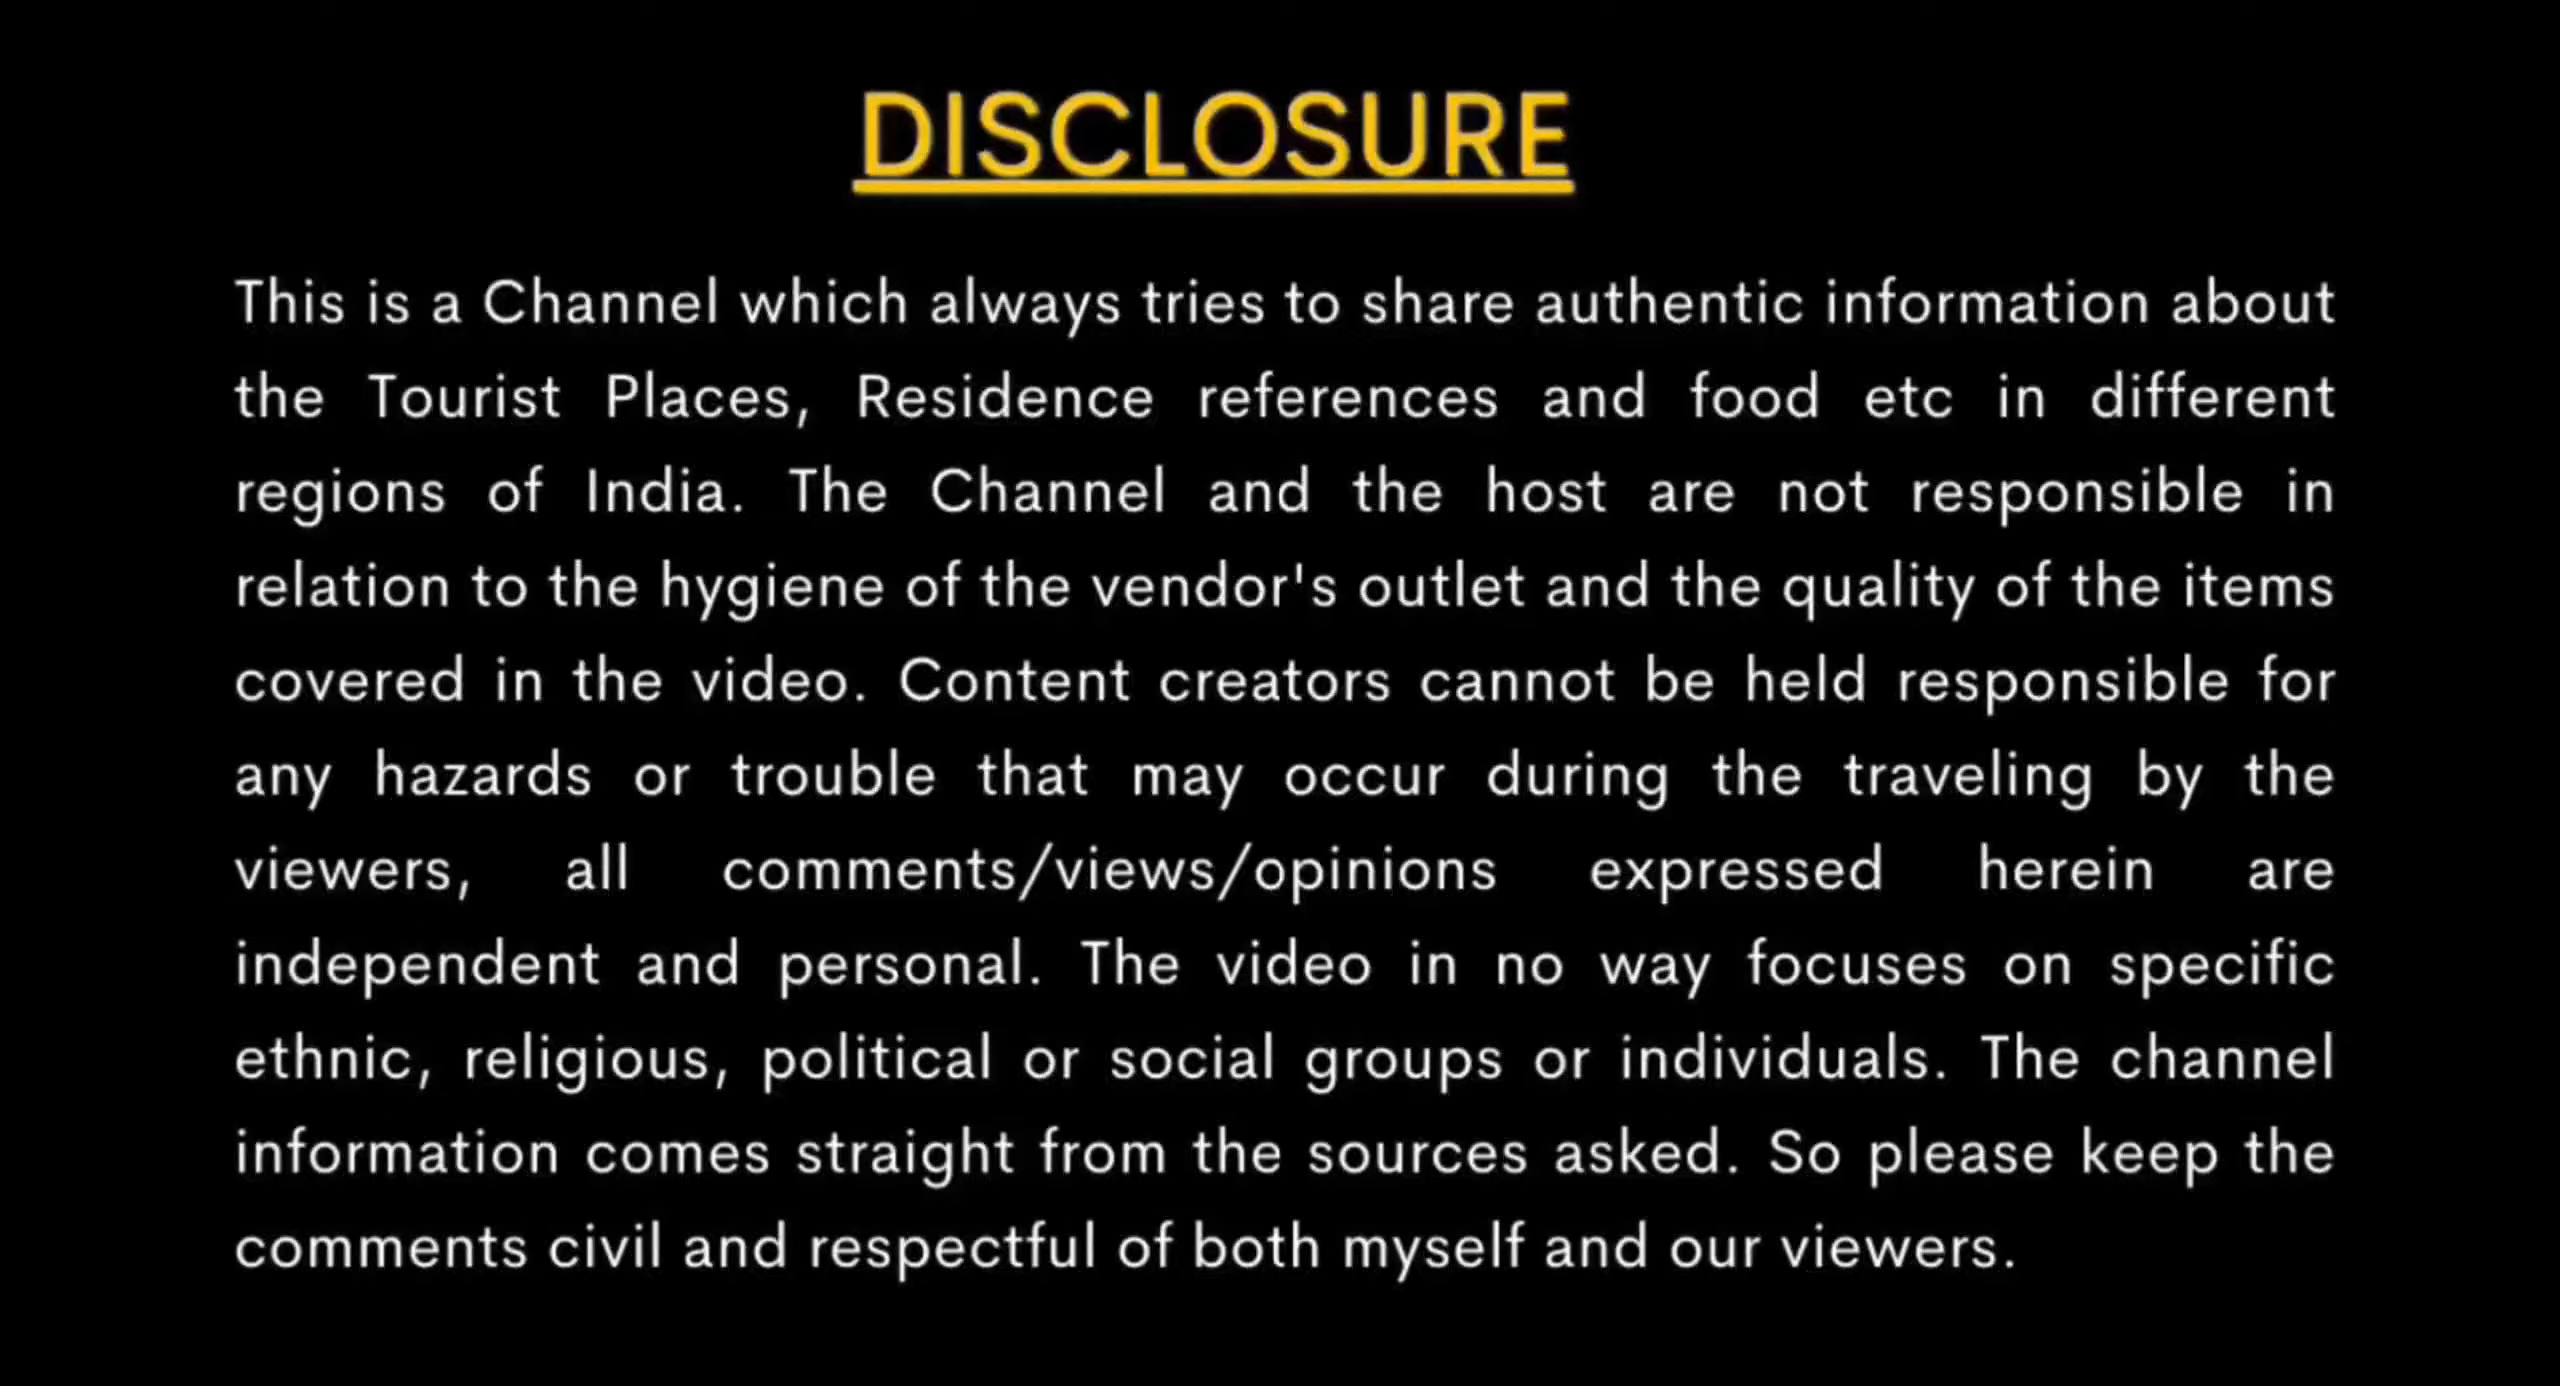 DISCLOSURE
This is a Channel which always tries to share authentic information about
the Tourist Places, Residence references and food etc in different
regions of India. The Channel and the host are not responsible in
relation to the hygiene of the vendor's outlet and the quality of the items
covered in the video. Content creators cannot be held responsible for
any hazards or trouble that may occur during the traveling by the
viewers, all comments/views/opinions expressed herein are
independent and personal. The video in no way focuses on specific
ethnic, religious, political or social groups or individuals. The channel
information comes straight from the sources asked. So please keep the
comments civil and respectful of both myself and our viewers.